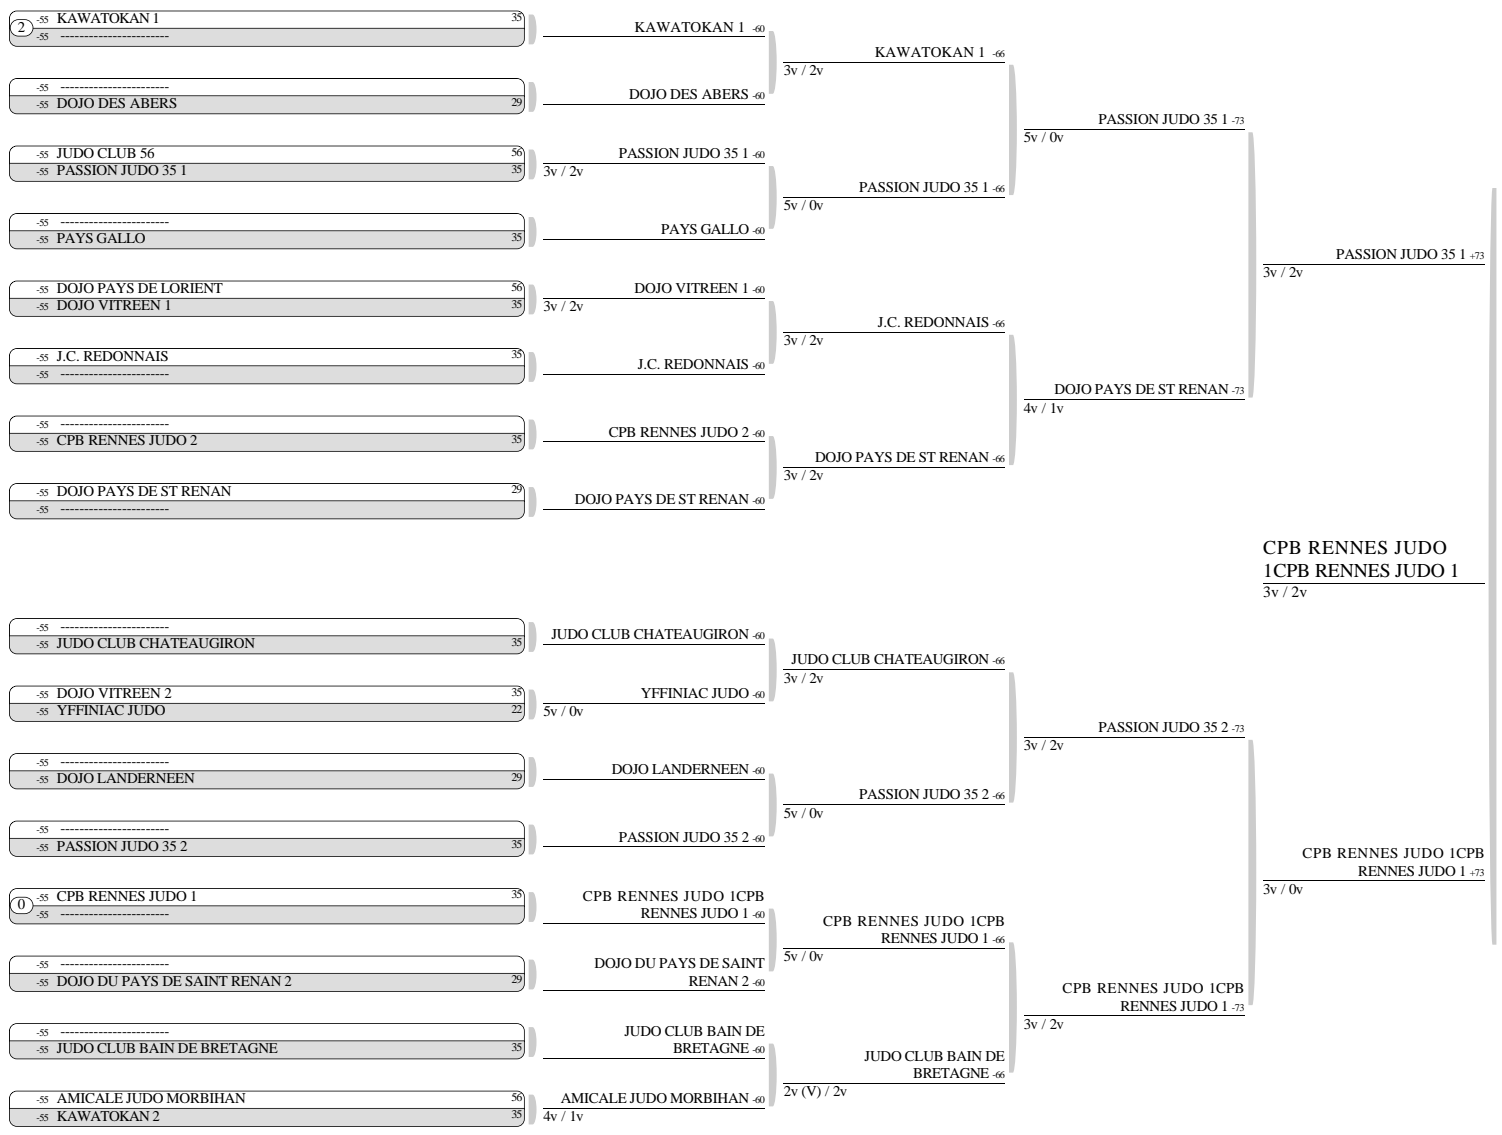 2
-55 KAWATOKAN 1 35
-55 -----------------------
-55 -----------------------
-55 DOJO DES ABERS 29
-55 JUDO CLUB 56 56
-55 PASSION JUDO 35 1 35
-55 -----------------------
-55 PAYS GALLO 35
-55 DOJO PAYS DE LORIENT 56
-55 DOJO VITREEN 1 35
-55 J.C. REDONNAIS 35
-55 -----------------------
-55 -----------------------
-55 CPB RENNES JUDO 2 35
-55 DOJO PAYS DE ST RENAN 29
-55 -----------------------
-55 -----------------------
-55 JUDO CLUB CHATEAUGIRON 35
-55 DOJO VITREEN 2 35
-55 YFFINIAC JUDO 22
-55 -----------------------
-55 DOJO LANDERNEEN 29
-55 -----------------------
-55 PASSION JUDO 35 2 35
0
-55 CPB RENNES JUDO 1 35
-55 -----------------------
-55 -----------------------
-55 DOJO DU PAYS DE SAINT RENAN 2 29
-55 -----------------------
-55 JUDO CLUB BAIN DE BRETAGNE 35
-55 AMICALE JUDO MORBIHAN 56
-55 KAWATOKAN 2 35
KAWATOKAN 1 -60
DOJO DES ABERS -60
PASSION JUDO 35 1 -60
3v / 2v
PAYS GALLO -60
DOJO VITREEN 1 -60
3v / 2v
J.C. REDONNAIS -60
CPB RENNES JUDO 2 -60
DOJO PAYS DE ST RENAN -60
JUDO CLUB CHATEAUGIRON -60
YFFINIAC JUDO -60
5v / 0v
DOJO LANDERNEEN -60
PASSION JUDO 35 2 -60
CPB RENNES JUDO 1CPB
RENNES JUDO 1 -60
DOJO DU PAYS DE SAINT
RENAN 2 -60
JUDO CLUB BAIN DE
BRETAGNE -60
AMICALE JUDO MORBIHAN -60
4v / 1v
KAWATOKAN 1 -66
3v / 2v
PASSION JUDO 35 1 -66
5v / 0v
J.C. REDONNAIS -66
3v / 2v
DOJO PAYS DE ST RENAN -66
3v / 2v
JUDO CLUB CHATEAUGIRON -66
3v / 2v
PASSION JUDO 35 2 -66
5v / 0v
CPB RENNES JUDO 1CPB
RENNES JUDO 1 -66
5v / 0v
JUDO CLUB BAIN DE
BRETAGNE -66
2v (V) / 2v
PASSION JUDO 35 1 -73
5v / 0v
DOJO PAYS DE ST RENAN -73
4v / 1v
PASSION JUDO 35 2 -73
3v / 2v
CPB RENNES JUDO 1CPB
RENNES JUDO 1 -73
3v / 2v
PASSION JUDO 35 1 +73
3v / 2v
CPB RENNES JUDO
1CPB RENNES JUDO 1
3v / 2v
CPB RENNES JUDO 1CPB
RENNES JUDO 1 +73
3v / 0v